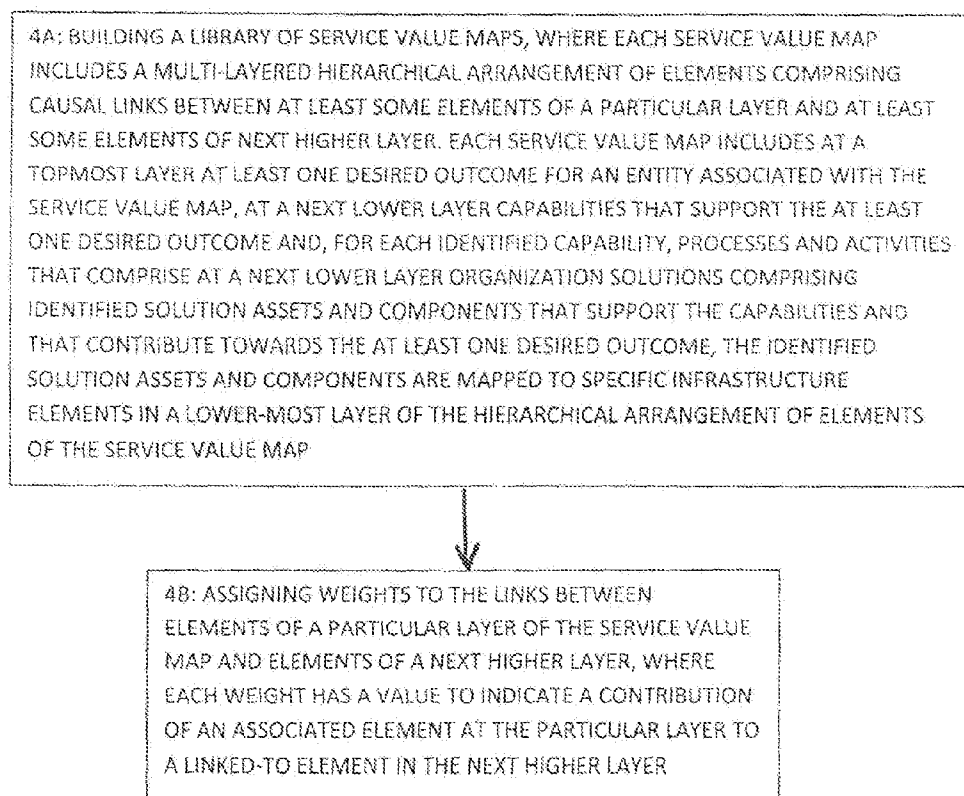 4A: BUILDING A LIBRARY OF SERVICE VALUE MAPS, WHERE EACH SERVICE VALUE MAP
INCLUDES A MULTI-LAYERED HIERARCHICAL ARRANGEMENT OF ELEMENTS COMPRISING
CAUSAL LINKS BETWEEN AT LEAST SOME ELEMENTS OF A PARTICULAR LAYER AND AT LEAST
SOME ELEMENTS OF NEXT HIGHER LAYER. EACH SERVICE VALUE MAP INCLUDES AT A
TOPMOST LAYER AT LEAST ONE DESIRED OUTCOME FOR AN ENTITY ASSOCIATED WITH THE
SERVICE VALUE MAP, AT A NEXT LOWER LAYER CAPABILITIES THAT SUPPORT THE AT LEAST
ONE DESIRED OUTCOME AND, FOR EACH IDENTIFIED CAPABILITY, PROCESSES AND ACTIVITIES
THAT COMPRISE AT A NEXT LOWER LAYER ORGANIZATION SOLUTIONS COMPRISING
IDENTIFIED SOLUTION ASSETS AND COMPONENTS THAT SUPPORT THE CAPABILITIES AND
THAT CONTRIBUTE TOWARDS THE AT LEAST ONE DESIRED OUTCOME, THE IDENTIFIED
SOLUTION ASSETS AND COMPONENTS ARE MAPPED TO SPECIFIC INFRASTRUCTURE
ELEMENTS IN A LOWER-MOST LAYER OF THE HIERARCHICAL ARRANGEMENT OF ELEMENTS
OF THE SERVICE VALUE MAP
4B: ASSIGNING WEIGHTS TO THE LINKS BETWEEN
ELEMENTS OF A PARTICULAR LAYER OF THE SERVICE VALUE
MAP AND ELEMENTS OF A NEXT HIGHER LAYER, WHERE
EACH WEIGHT HAS A VALUE TO INDICATE A CONTRIBUTION
OF AN ASSOCIATED ELEMENT AT THE PARTICULAR LAYER TO
A LINKED-TO ELEMENT IN THE NEXT HIGHER LAYER